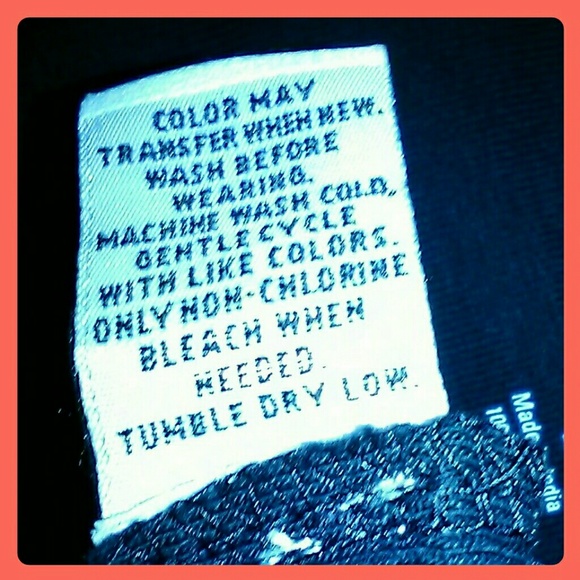 COLOR MAY
TRANSFER WHEN NEW.
WASH BEFORE
WEARING.
MACHINE WASH COLD,
GENTLE CYCLE
WITH LIKE COLORS.
ONLY NON-CHLORINE
BLEACH WHEN
NEEDED.
TUMBLE DRY LOW.
Made